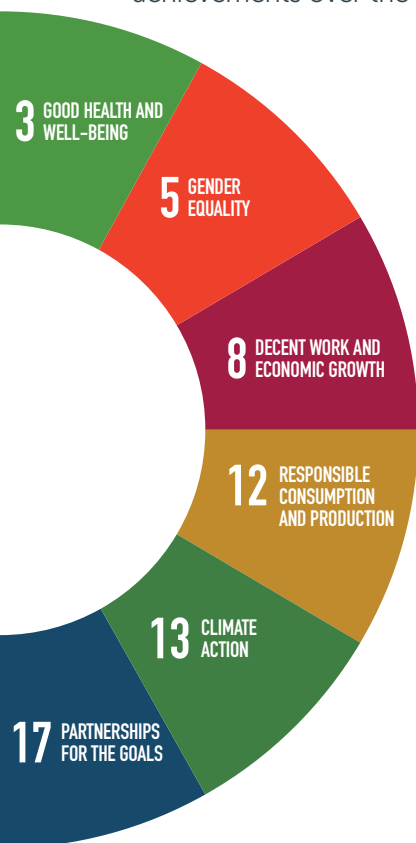 achievements over the
3 GOOD HEALTH AND
WELL-BEING
5 GENDER
EQUALITY
8 DECENT WORK AND
ECONOMIC GROWTH
12 RESPONSIBLE
CONSUMPTION
AND PRODUCTION
13 CLIMATE
ACTION
17 PARTNERSHIPS
FOR THE GOALS